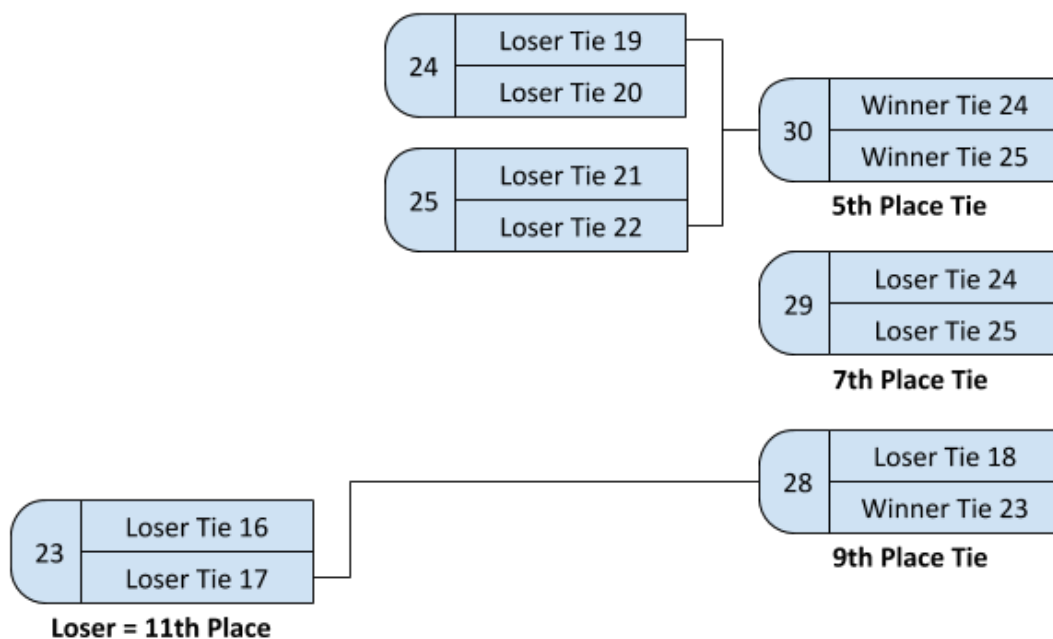 24
Loser Tie 19
Loser Tie 20
30
Winner Tie 24
Winner Tie 25
5th Place Tie
25
Loser Tie 21
Loser Tie 22
29
Loser Tie 24
Loser Tie 25
7th Place Tie
28
Loser Tie 18
Winner Tie 23
9th Place Tie
23
Loser Tie 16
Loser Tie 17
Loser = 11th Place